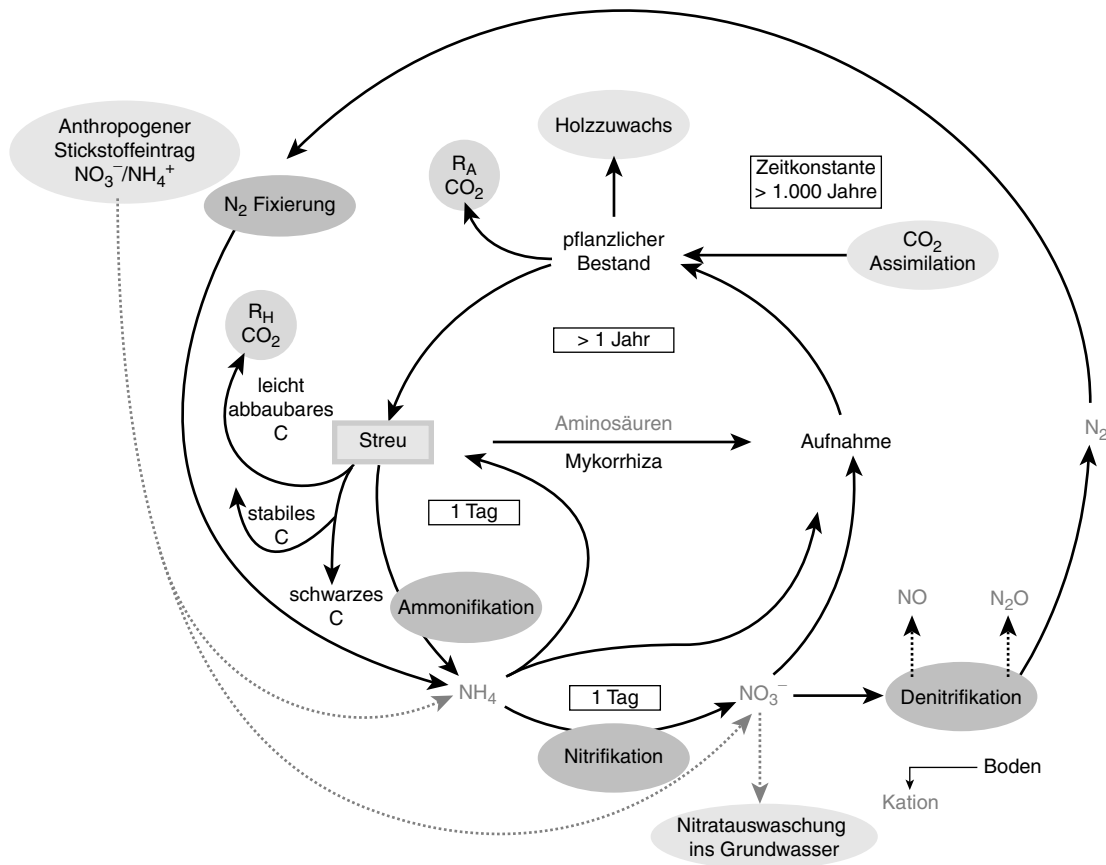 Anthropogener
Stickstoffeintrag
NO₃⁻/NH₄⁺
N₂ Fixierung
Holzzuwachs
R_A
CO₂
Zeitkonstante
> 1.000 Jahre
pflanzlicher
Bestand
CO₂
Assimilation
R_H
CO₂
> 1 Jahr
leicht
abbaubares
C
Streu
Aminosäuren
Mykorrhiza
Aufnahme
N₂
stabiles
C
1 Tag
schwarzes
C
Ammonifikation
NO
N₂O
NH₄
1 Tag
NO₃⁻
Denitrifikation
Nitrifikation
Boden
Kation
Nitratauswaschung
ins Grundwasser